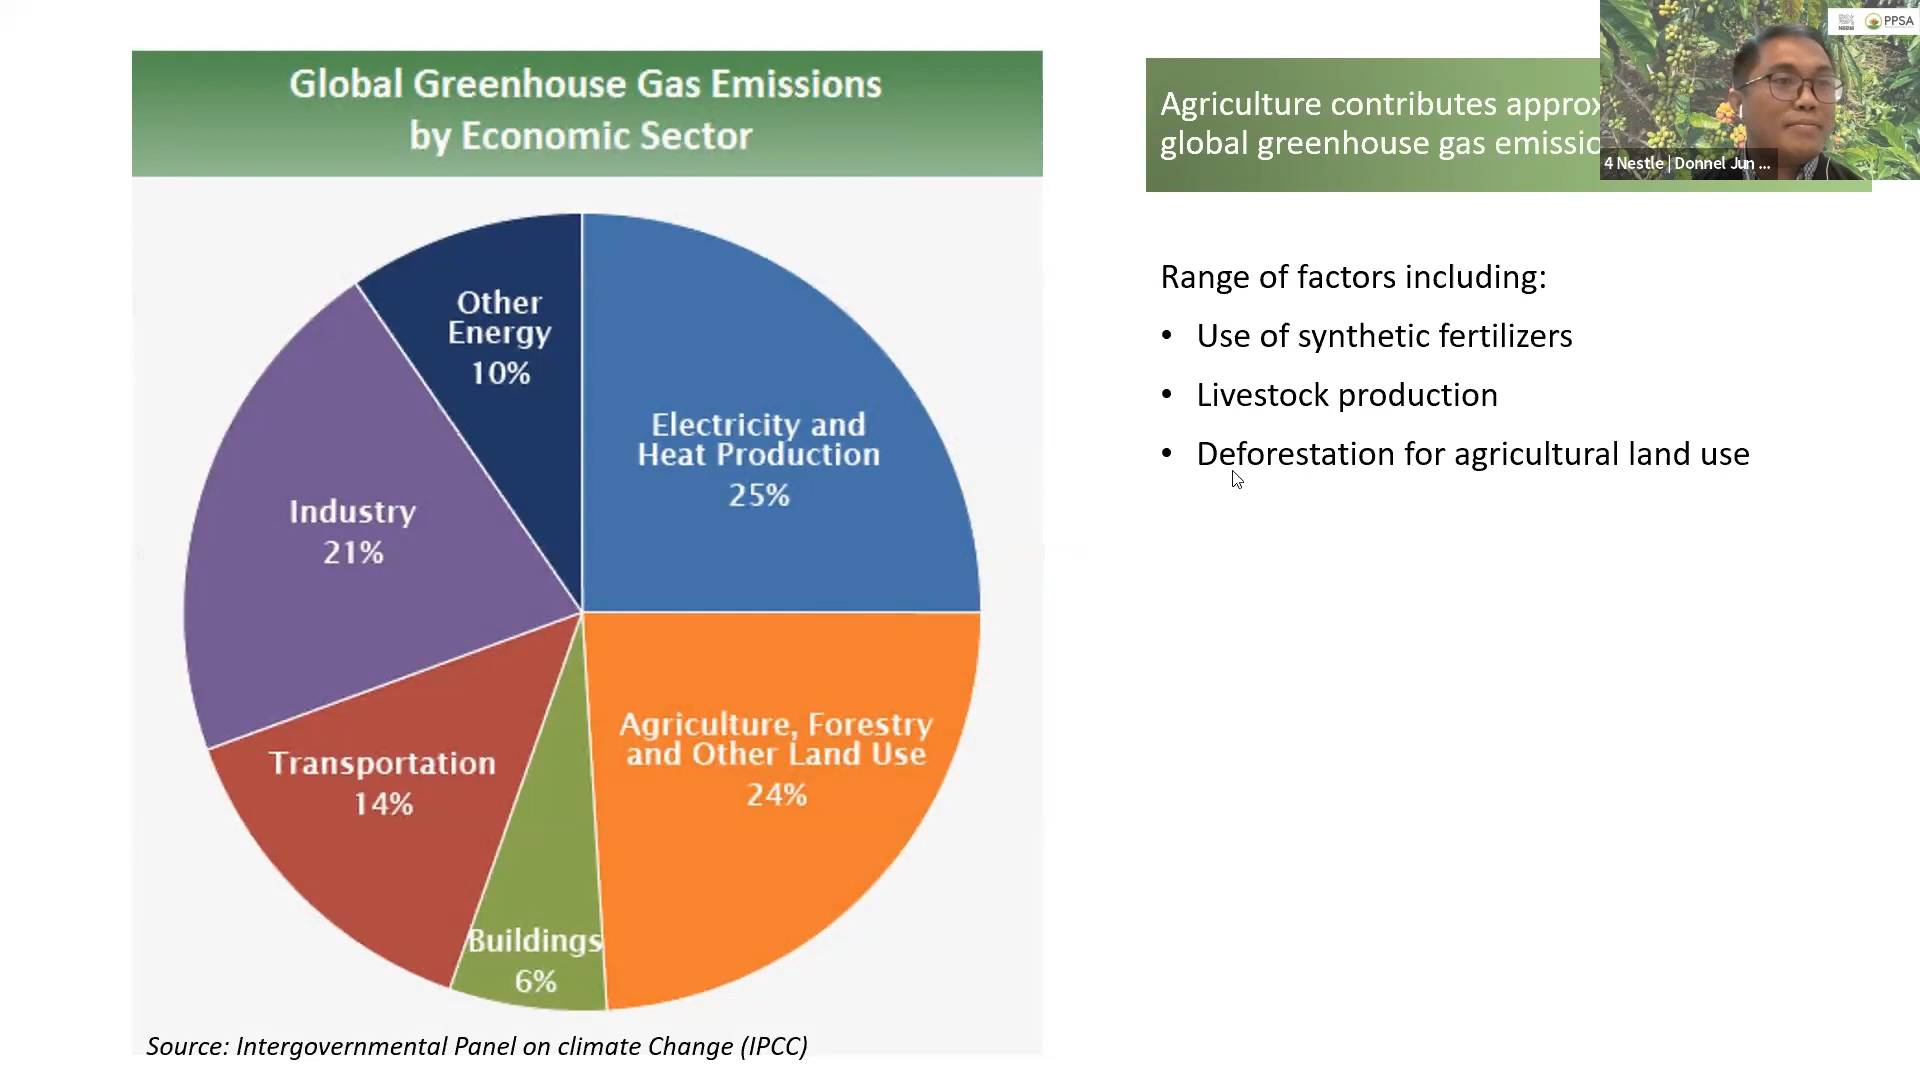 Global Greenhouse Gas Emissions
by Economic Sector
Other
Energy
10%
Electricity and
Heat Production
25%
Industry
21%
Agriculture, Forestry
and Other Land Use
24%
Transportation
14%
Buildings
6%
Source: Intergovernmental Panel on climate Change (IPCC)
Agriculture contributes
global greenhouse gas
Range of factors including:
• Use of synthetic fertilizers
• Livestock production
• Deforestation for agricultural land use
PPSA
4 Nestle | Donnel Jun ...